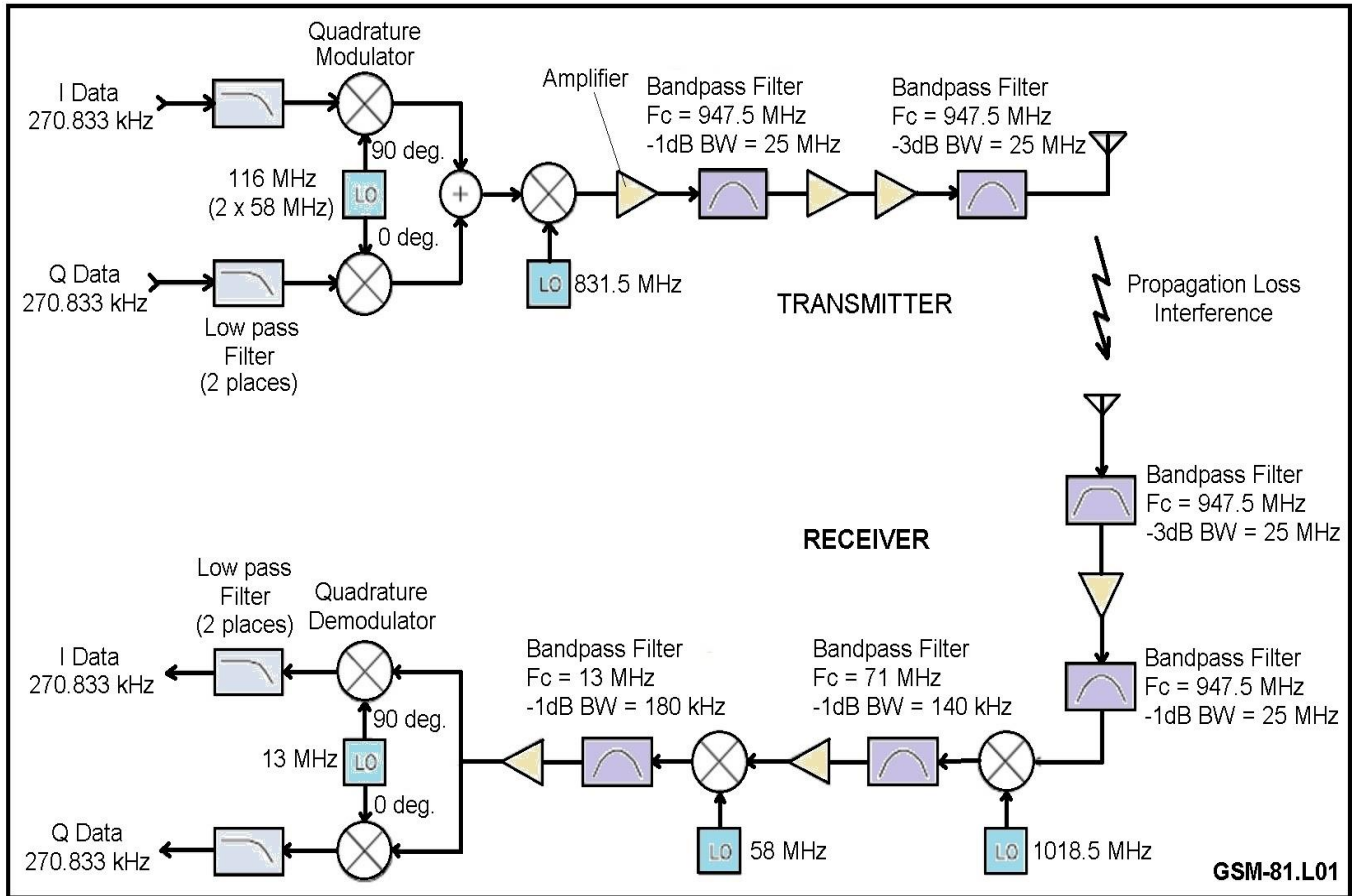 Quadrature
Modulator
I Data
270.833 kHz
Amplifier
Bandpass Filter
Fc = 947.5 MHz
-1dB BW = 25 MHz
Bandpass Filter
Fc = 947.5 MHz
-3dB BW = 25 MHz
90 deg.
116 MHz
(2 x 58 MHz)
LO
+
0 deg.
Q Data
270.833 kHz
LO
831.5 MHz
TRANSMITTER
Low pass
Filter
(2 places)
Propagation Loss
Interference
Bandpass Filter
Fc = 947.5 MHz
-3dB BW = 25 MHz
RECEIVER
Bandpass Filter
Fc = 947.5 MHz
-1dB BW = 25 MHz
Low pass
Filter
(2 places)
Quadrature
Demodulator
Bandpass Filter
Fc = 13 MHz
-1dB BW = 180 kHz
Bandpass Filter
Fc = 71 MHz
-1dB BW = 140 kHz
I Data
270.833 kHz
90 deg.
13 MHz
LO
0 deg.
Q Data
270.833 kHz
LO
58 MHz
LO
1018.5 MHz
GSM-81.L01